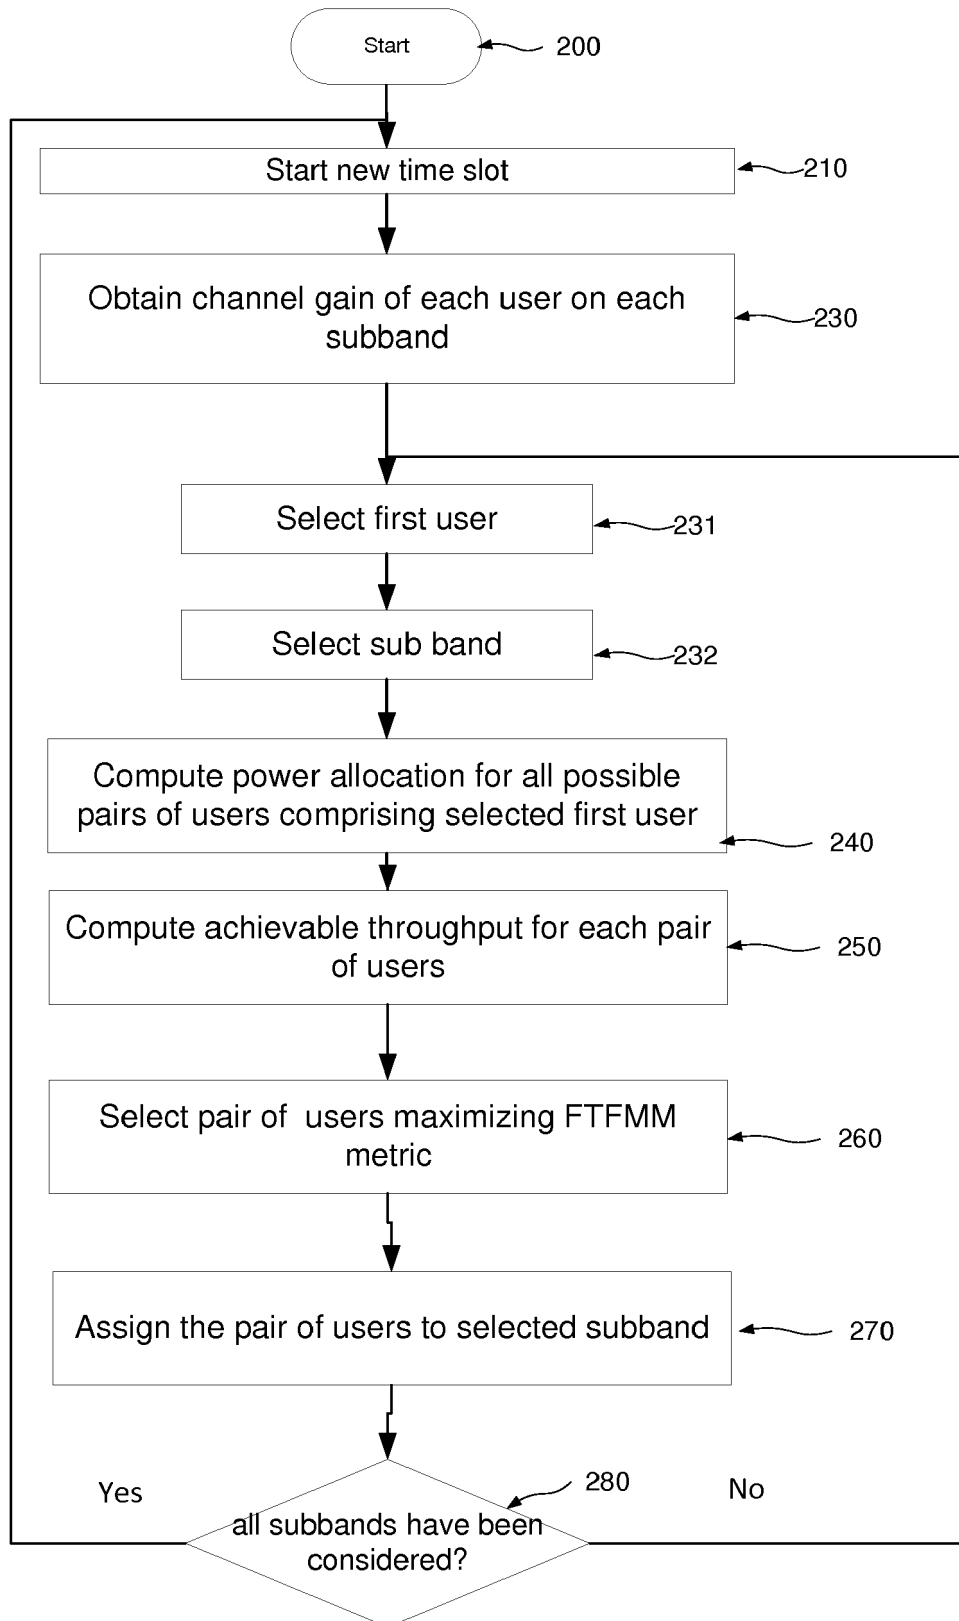 Start
200
Start new time slot
210
Obtain channel gain of each user on each
subband
230
Select first user
231
Select sub band
232
Compute power allocation for all possible
pairs of users comprising selected first user
240
Compute achievable throughput for each pair
of users
250
Select pair of  users maximizing FTFMM
metric
260
Assign the pair of users to selected subband
270
Yes
280
No
all subbands have been
considered?